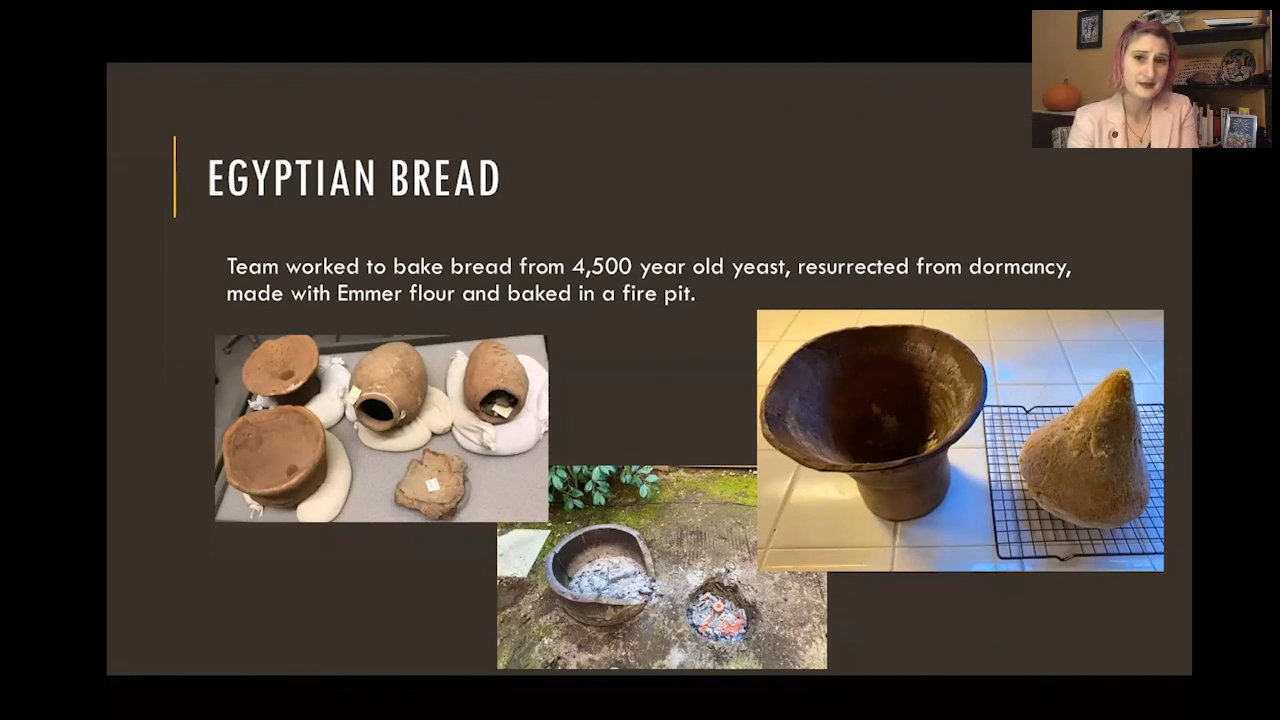 EGYPTIAN BREAD
Team worked to bake bread from 4,500 year old yeast, resurrected from dormancy,
made with Emmer flour and baked in a fire pit.